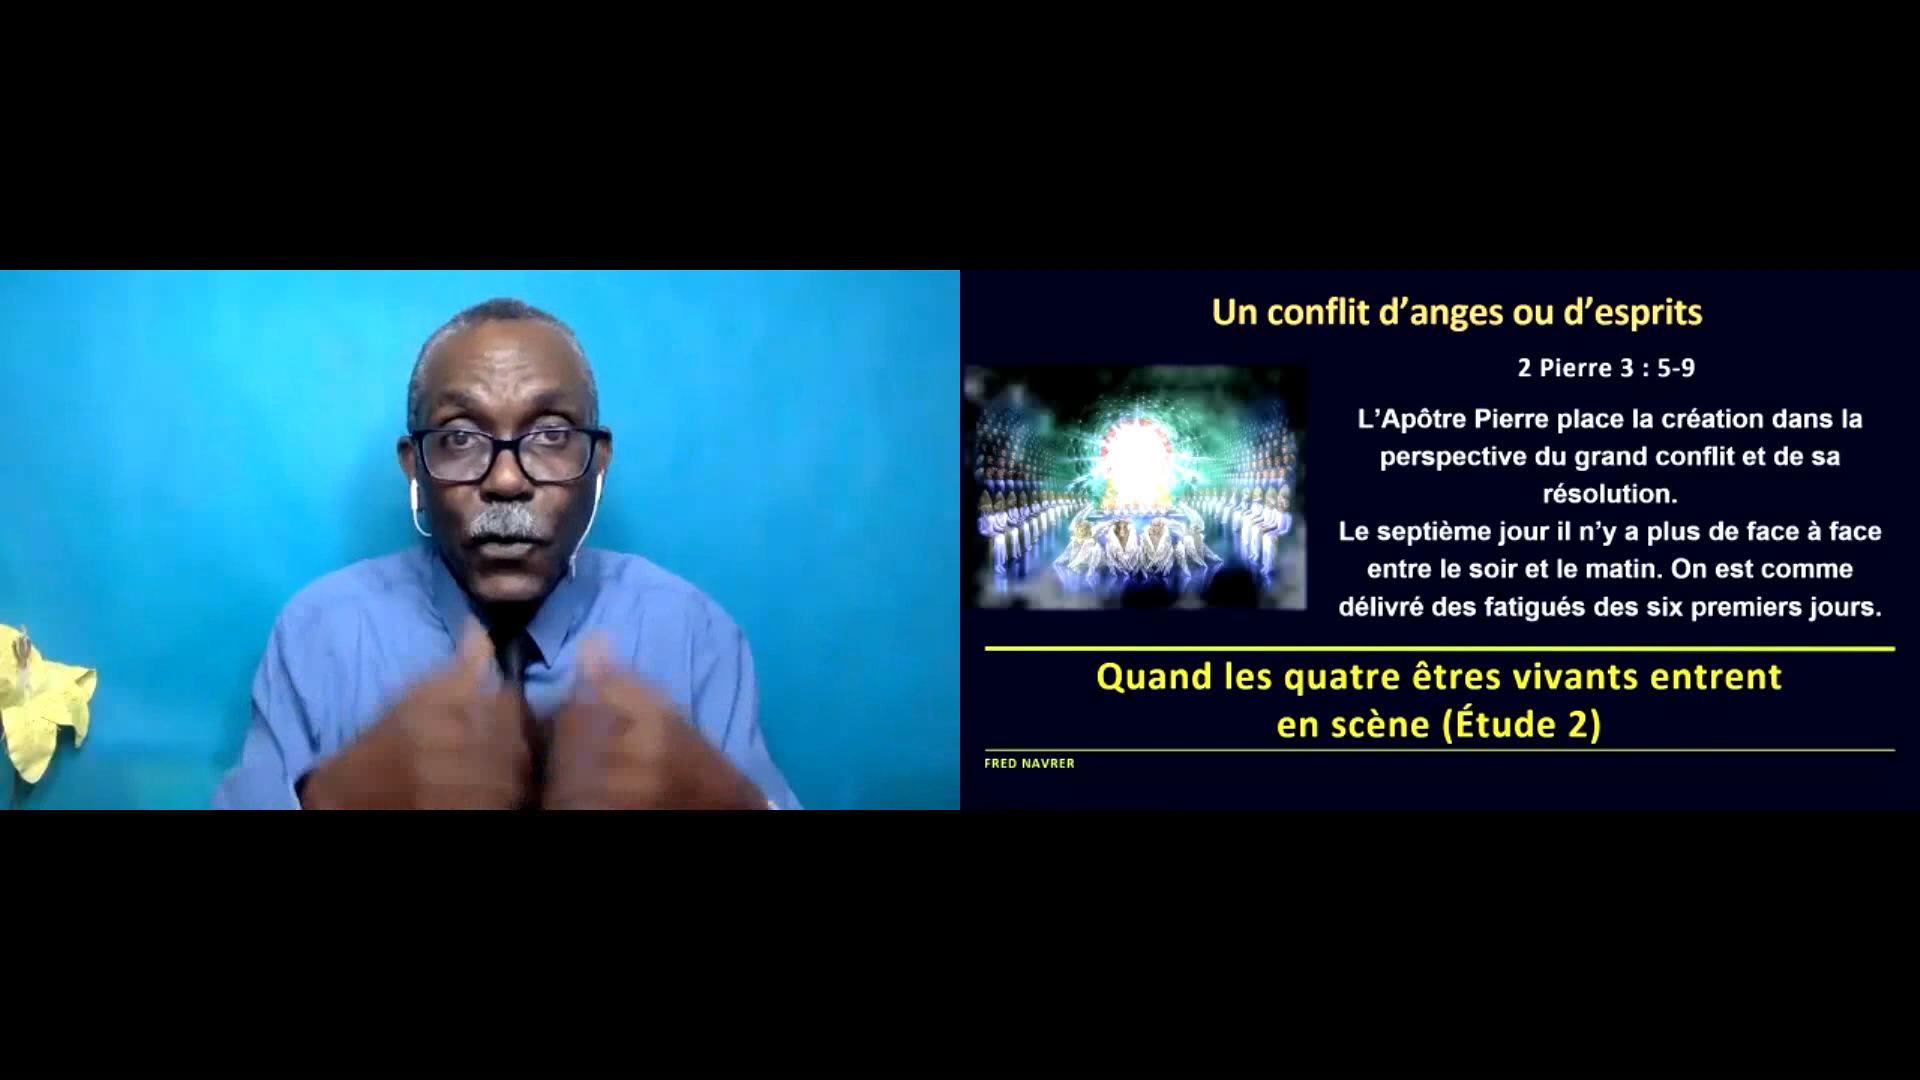 Un conflit d’anges ou d’esprits
2 Pierre 3 : 5-9
L’Apôtre Pierre place la création dans la
perspective du grand conflit et de sa
résolution.
Le septième jour il n’y a plus de face à face
entre le soir et le matin. On est comme
délivré des fatigués des six premiers jours.
Quand les quatre êtres vivants entrent
en scène (Étude 2)
FRED NAVRER